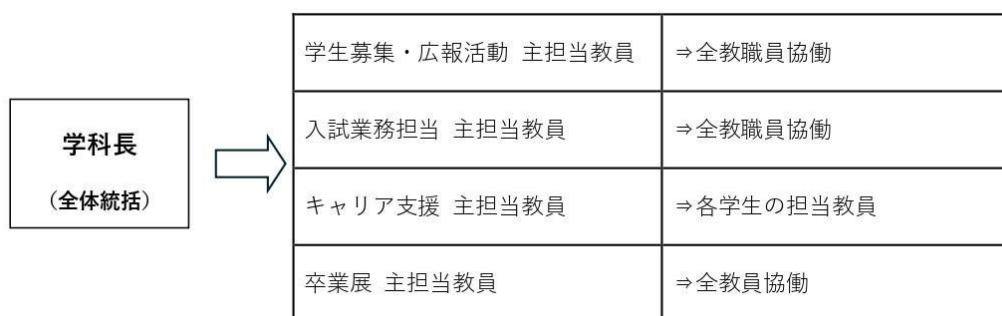 学科長
（全体統括）
学生募集・広報活動 主担当教員
⇒全教職員協働
入試業務担当 主担当教員
⇒全教職員協働
キャリア支援 主担当教員
⇒各学生の担当教員
卒業展 主担当教員
⇒全教員協働